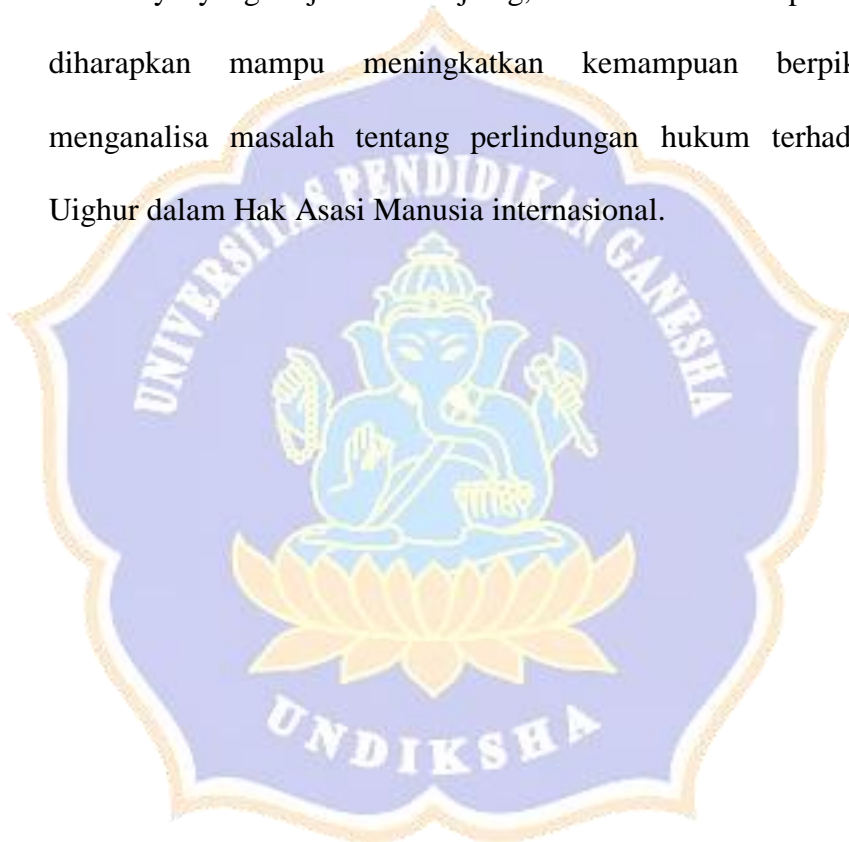 diharapkan mampu meningkatkan kemampuan
menganalisa masalah tentang perlindungan hukum
Uighur dalam Hak Asasi Manusia internasional.
UNIVERSITAS PENDIDIKAN GANESHA
UNDIKSHA